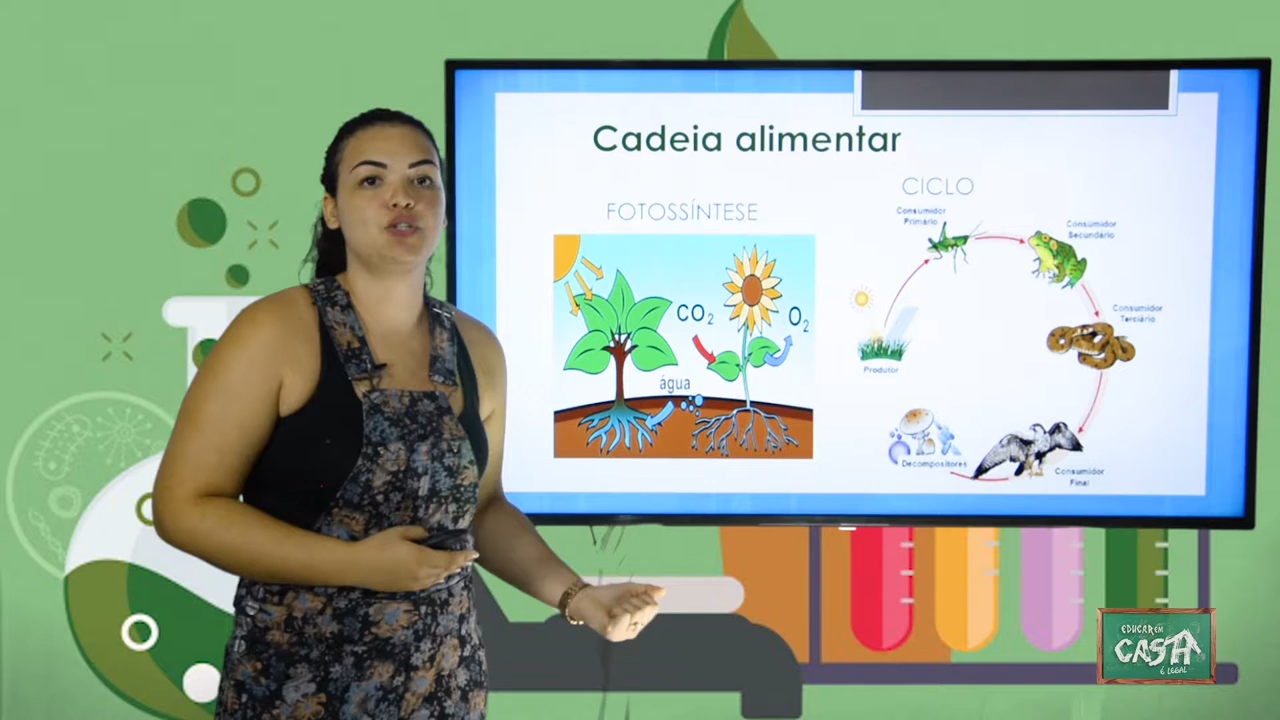 Cadeia alimentar
FOTOSSÍNTESE
CO2
O2
água
CICLO
Consumidor
Primário
Consumidor
Secundário
Consumidor
Terciário
Produtor
Decompositores
Consumidor
Final
EDUCAR EM
CASA
É LEGAL